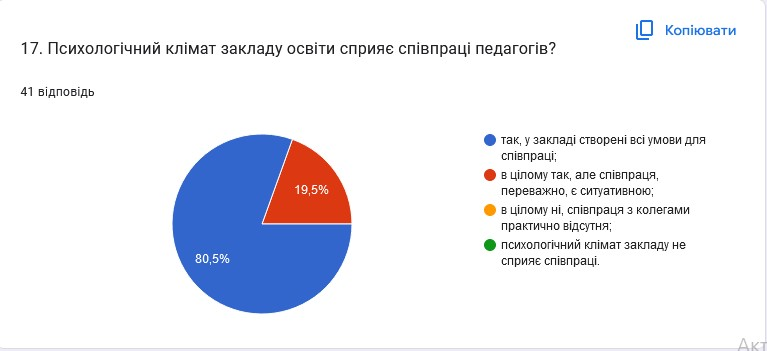 Копіювати
17. Психологічний клімат закладу освіти сприяє співпраці педагогів?
41 відповідь
19,5%
80,5%
так, у закладі створені всі умови для
співпраці;
в цілому так, але співпраця,
переважно, є ситуативною;
в цілому ні, співпраця з колегами
практично відсутня;
психологічний клімат закладу не
сприяє співпраці.
Акт